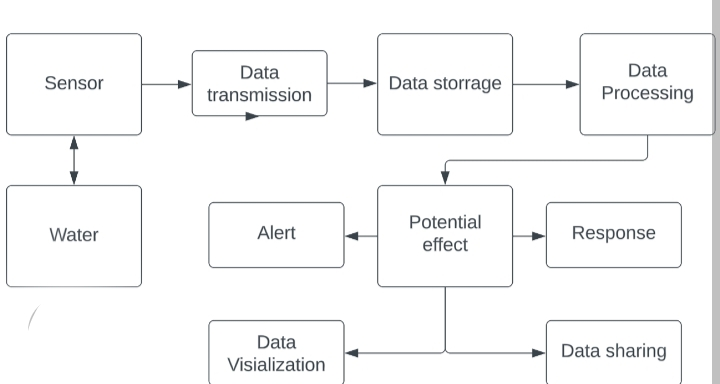 Sensor
Data
transmission
Data storrage
Data
Processing
Water
Alert
Potential
effect
Response
Data
Visialization
Data sharing